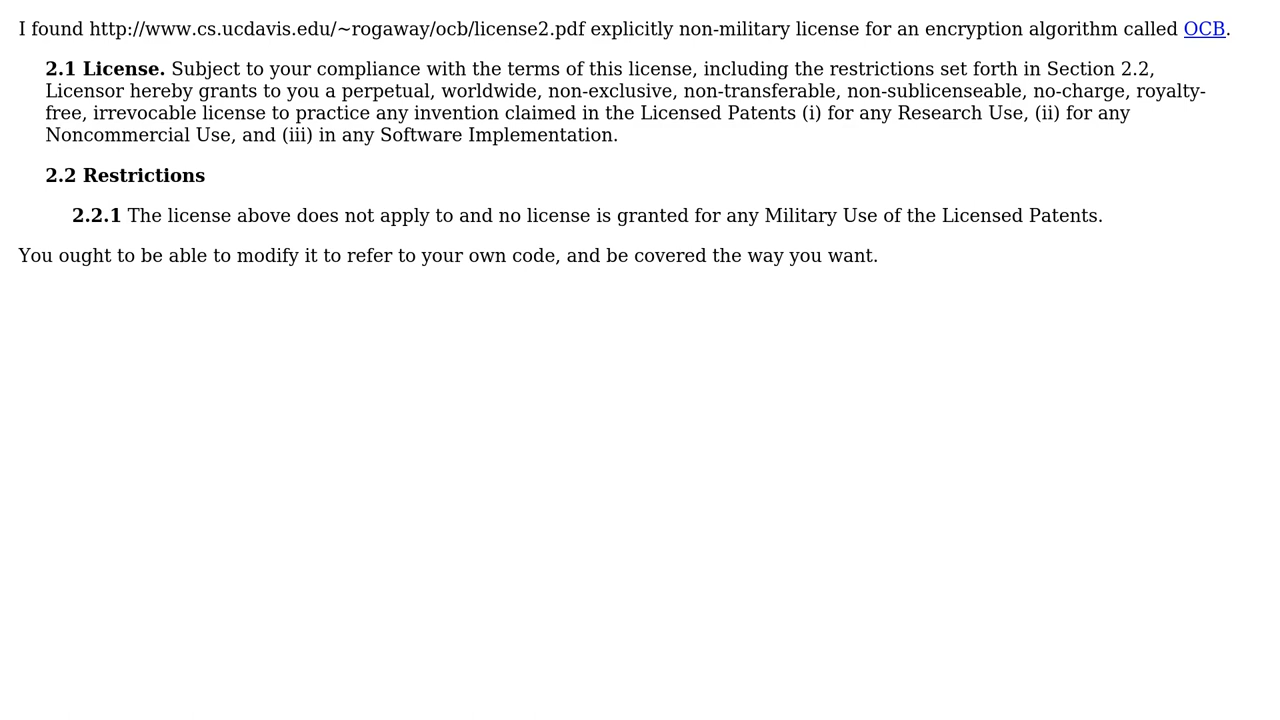 I found http://www.cs.ucdavis.edu/~rogaway/ocb/license2.pdf explicitly non-military license for an encryption algorithm called OCB.
2.1 License. Subject to your compliance with the terms of this license, including the restrictions set forth in Section 2.2,
Licensor hereby grants to you a perpetual, worldwide, non-exclusive, non-transferable, non-sublicenseable, no-charge, royalty-
free, irrevocable license to practice any invention claimed in the Licensed Patents (i) for any Research Use, (ii) for any
Noncommercial Use, and (iii) in any Software Implementation.
2.2 Restrictions
2.2.1 The license above does not apply to and no license is granted for any Military Use of the Licensed Patents.
You ought to be able to modify it to refer to your own code, and be covered the way you want.